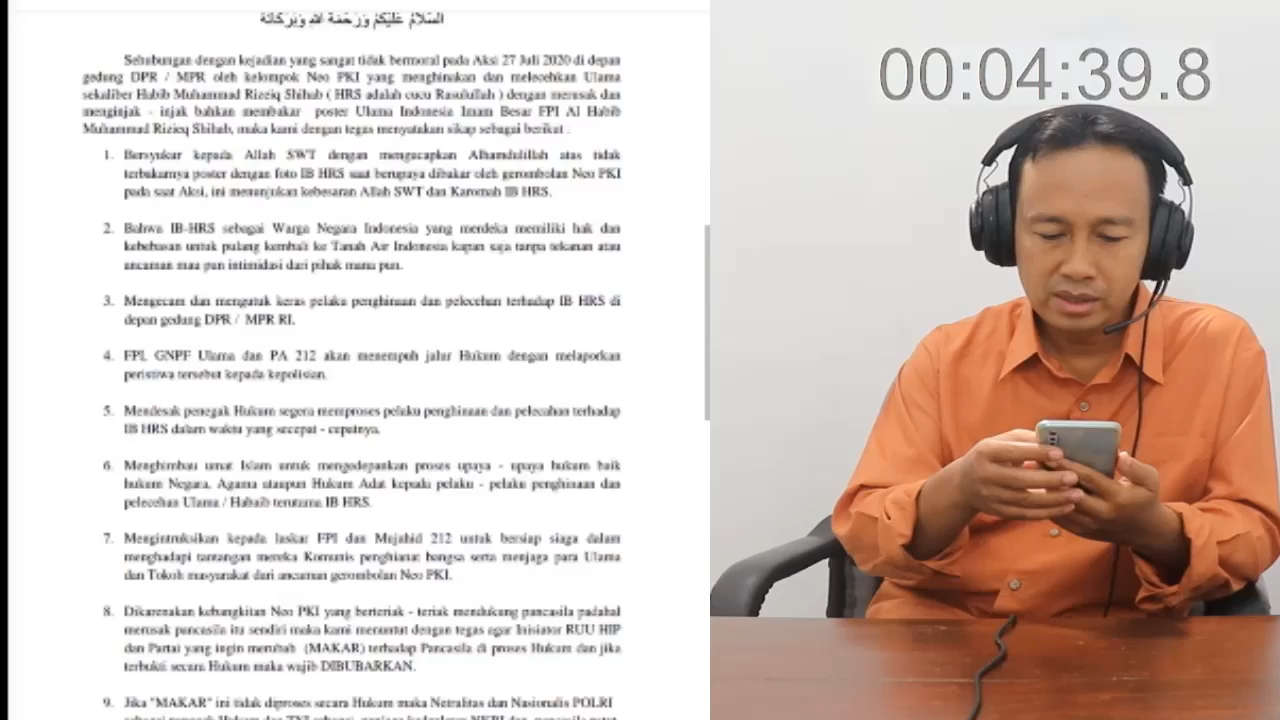 السلام عليكم ورحمة الله وبركاته
Sehubungan dengan kejadian yang sangat tidak bermoral pada Aksi 27 Juli 2020 di depan
gedung DPR / MPR oleh kelompok Neo PKI yang menghinakan dan melecehkan Ulama
sekaliber Habib Muhammad Rizeiq Shihab ( HRS adalah cucu Rasulullah ) dengan merusak dan
menginjak - injak bahkan membakar poster Ulama Indonesia Imam Besar FPI Al Habib
Muhammad Rizieq Shihab, maka kami dengan tegas menyatakan sikap sebagai berikat .
1. Bersyukur kepada Allah SWT dengan mengucapkan Alhamdulillah atas tidak
terbakarnya poster dengan foto IB HRS saat berupaya dibakar oleh gerombolan Neo PKI
pada saat Aksi, ini menunjukan kebesaran Allah SWT dan Karomah IB HRS.
2. Bahwa IB-HRS sebagai Warga Negara Indonesia yang merdeka memiliki hak dan
kebebasan untuk pulang kembali ke Tanah Air Indonesia kapan saja tanpa tekanan atau
ancaman mau pun intimidasi dari pihak mana pun.
3. Mengecam dan mengutuk keras pelaku penghinaan dan pelecehan terhadap IB HRS di
depan gedung DPR / MPR RI.
4. FPI, GNPF Ulama dan PA 212 akan menempuh jalur Hukum dengan melaporkan
peristiwa tersebut kepada kepolisian.
5. Mendesak penegak Hukum segera memproses pelaku penghinaan dan pelecahan terhadap
IB HRS dalam waktu yang secepat - cepatnya.
6. Menghimbau umat Islam untuk mengedepankan proses upaya - upaya hukum baik
hukum Negara, Agama ataupun Hukum Adat kepada pelaku - pelaku penghinaan dan
pelecehan Ulama / Habaib terutama IB HRS.
7. Mengintruksikan kepada laskar FPI dan Mujahid 212 untuk bersiap siaga dalam
menghadapi tantangan mereka Komunis penghianat bangsa serta menjaga para Ulama
dan Tokoh masyarakat dari ancaman gerombolan Neo PKI.
8. Dikarenakan kebangkitan Neo PKI yang berteriak - teriak mendukung pancasila padahal
merusak pancasila itu sendiri maka kami menuntut dengan tegas agar Inisiator RUU HIP
dan Partai yang ingin merubah (MAKAR) terhadap Pancasila di proses Hukum dan jika
terbukti secara Hukum maka wajib DIBUBARKAN.
9. Jika "MAKAR" ini tidak diproses secara Hukum maka Netralitas dan Nasionalis POLRI
00:04:39.8